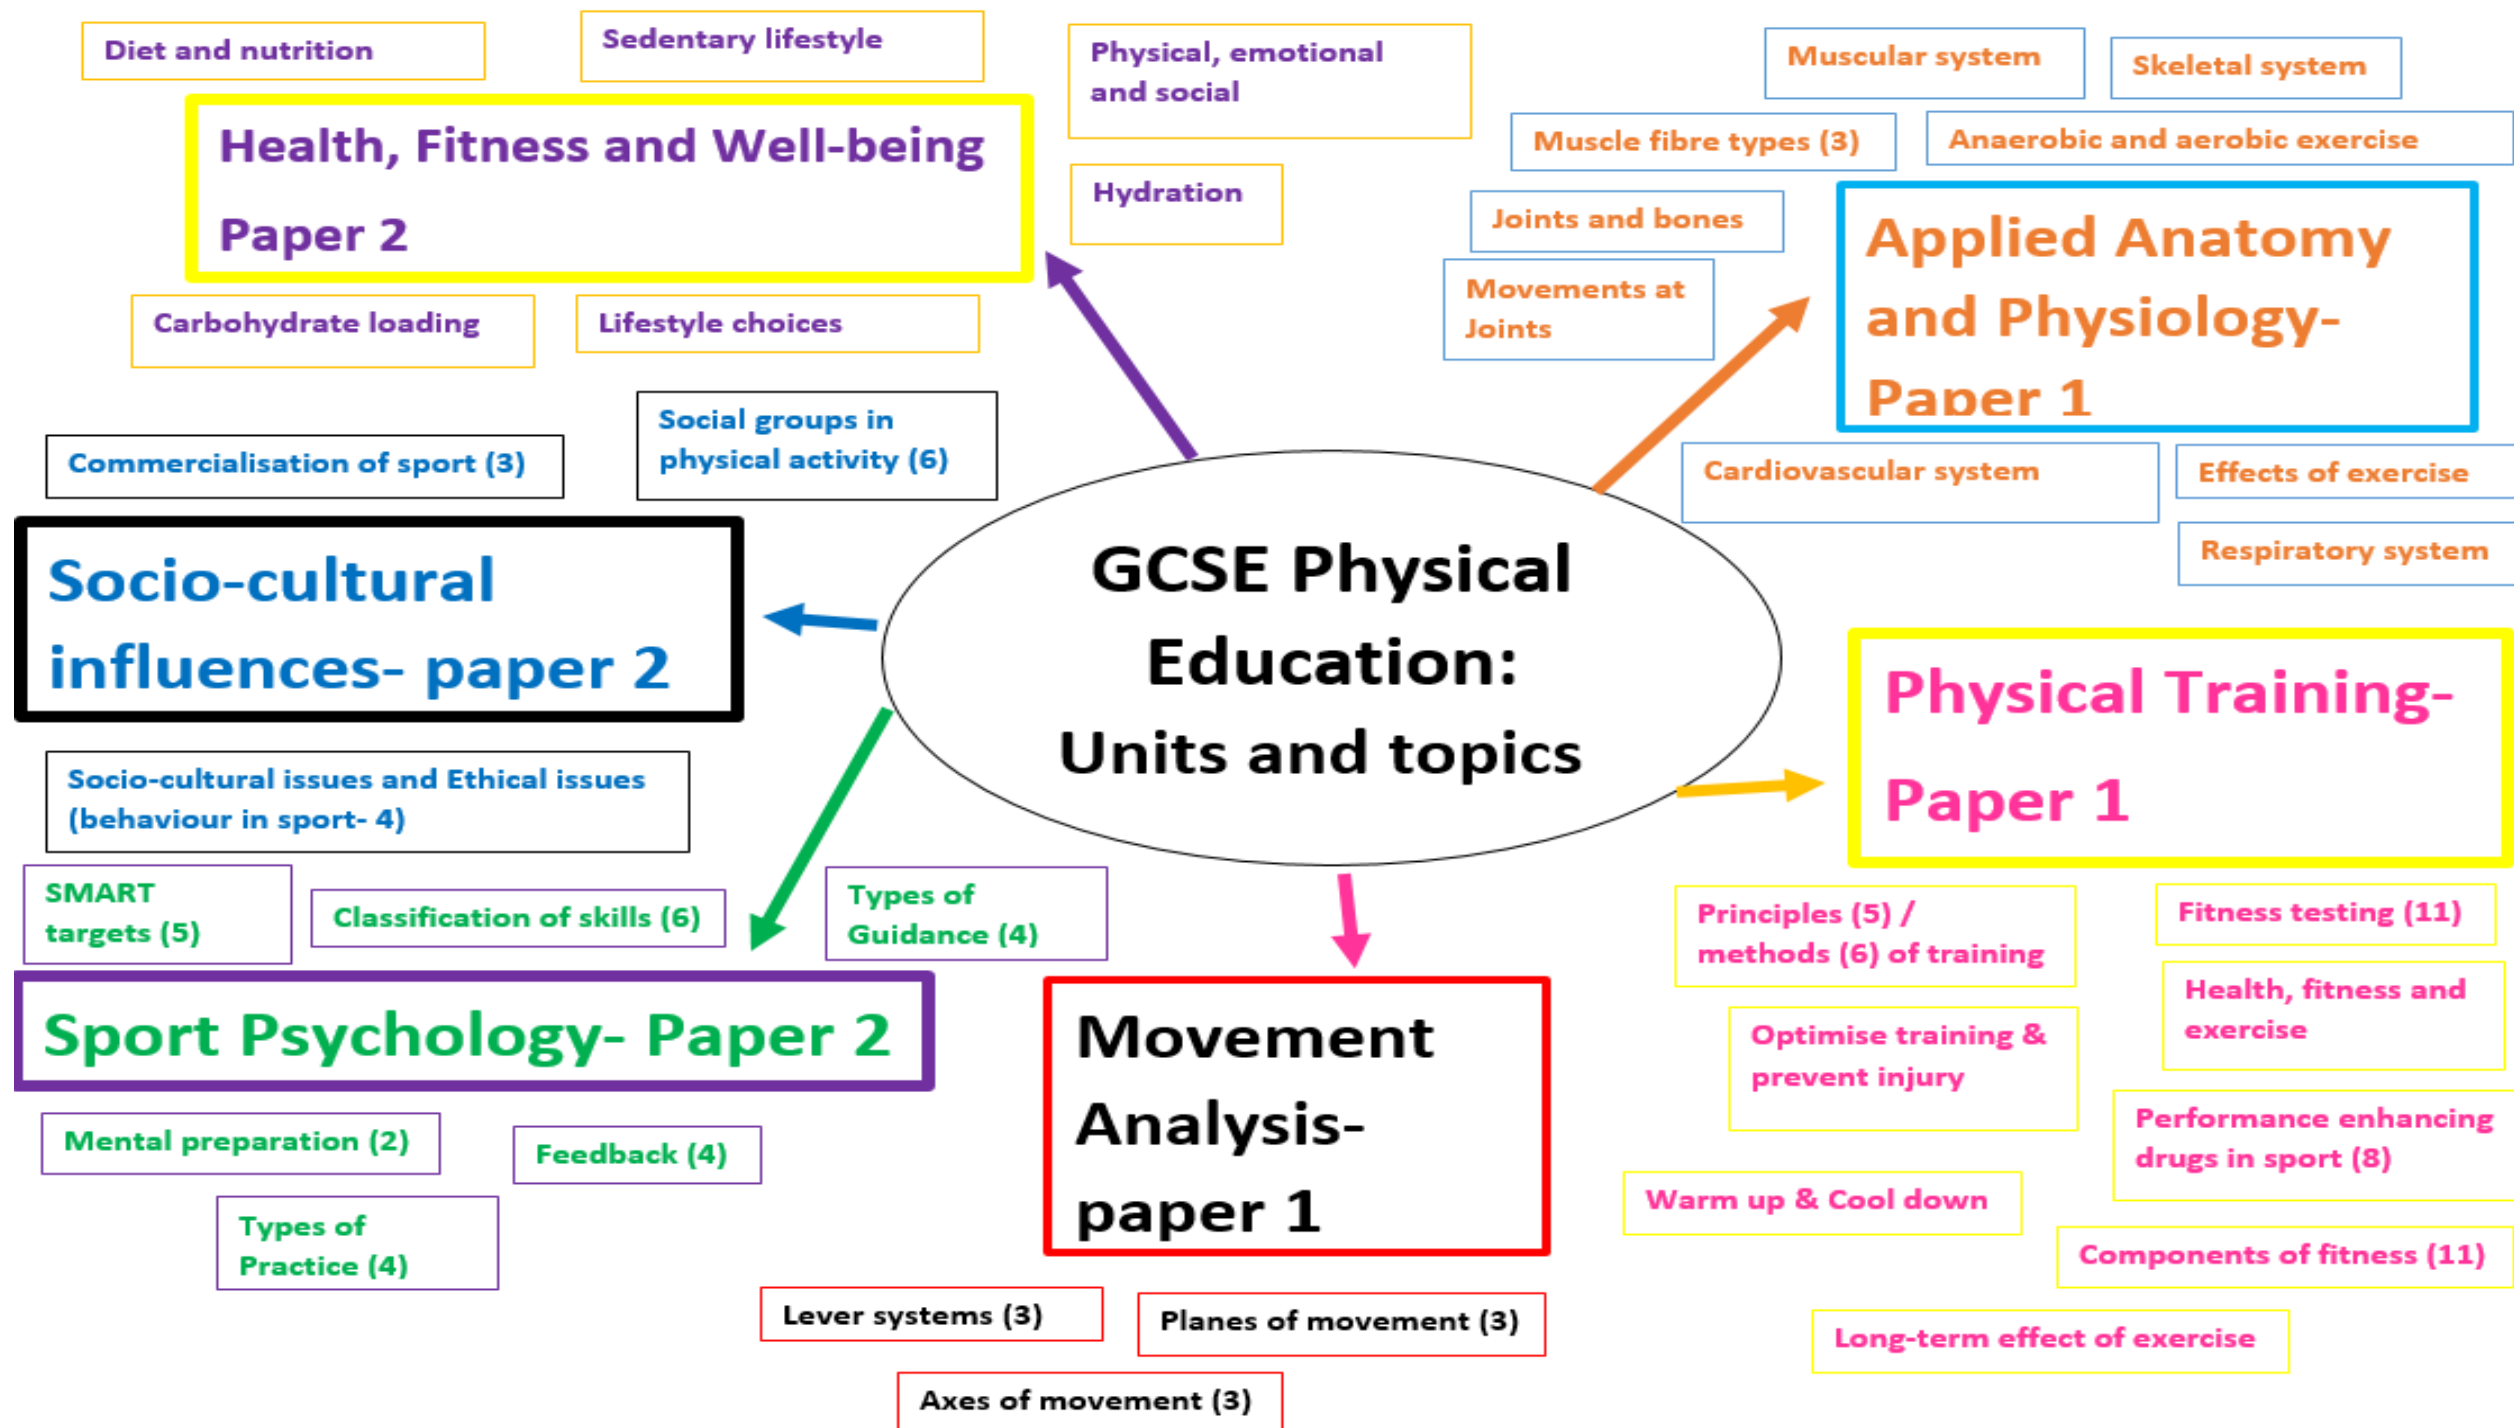 Diet and nutrition
Sedentary lifestyle
Physical, emotional
and social
Hydration
Health, Fitness and Well-being
Paper 2
Carbohydrate loading
Lifestyle choices
Muscular system
Skeletal system
Muscle fibre types (3)
Anaerobic and aerobic exercise
Joints and bones
Movements at
Joints
Applied Anatomy
and Physiology-
Paper 1
Cardiovascular system
Effects of exercise
Respiratory system
Commercialisation of sport (3)
Social groups in
physical activity (6)
Socio-cultural
influences- paper 2
Socio-cultural issues and Ethical issues
(behaviour in sport- 4)
GCSE Physical
Education:
Units and topics
Physical Training-
Paper 1
Principles (5) /
methods (6) of training
Fitness testing (11)
Health, fitness and
exercise
Optimise training &
prevent injury
Performance enhancing
drugs in sport (8)
Warm up & Cool down
Components of fitness (11)
Long-term effect of exercise
SMART
targets (5)
Classification of skills (6)
Types of
Guidance (4)
Sport Psychology- Paper 2
Mental preparation (2)
Feedback (4)
Types of
Practice (4)
Movement
Analysis-
paper 1
Lever systems (3)
Planes of movement (3)
Axes of movement (3)